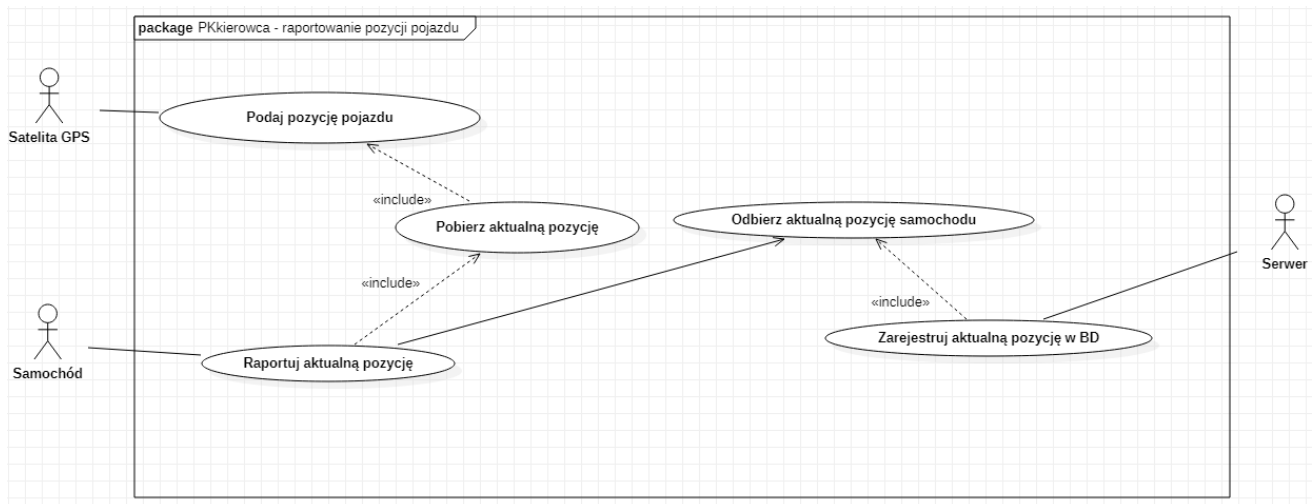 package PKkierowca - raportowanie pozycji pojazdu
Satelita GPS
Podaj pozycję pojazdu
«include»
Pobierz aktualną pozycję
Odbierz aktualną pozycję samochodu
Serwer
«include»
«include»
Samochód
Raportuj aktualną pozycję
Zarejestruj aktualną pozycję w BD